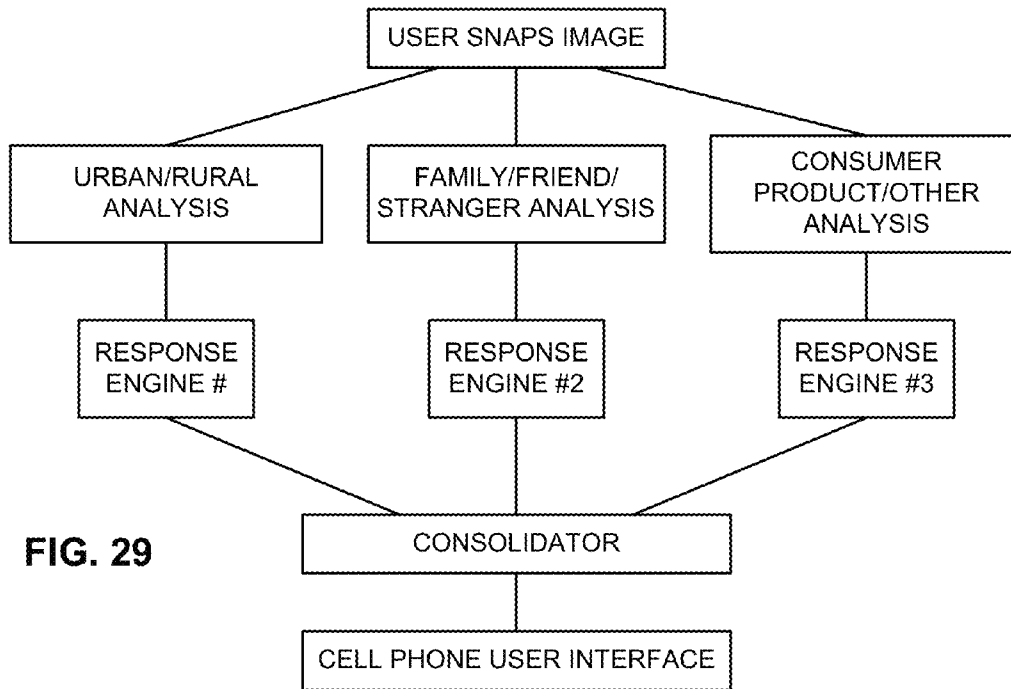 USER SNAPS IMAGE
URBAN/RURAL
ANALYSIS
FAMILY/FRIEND/
STRANGER ANALYSIS
CONSUMER
PRODUCT/OTHER
ANALYSIS
RESPONSE
ENGINE #
RESPONSE
ENGINE #2
RESPONSE
ENGINE #3
CONSOLIDATOR
FIG. 29
CELL PHONE USER INTERFACE